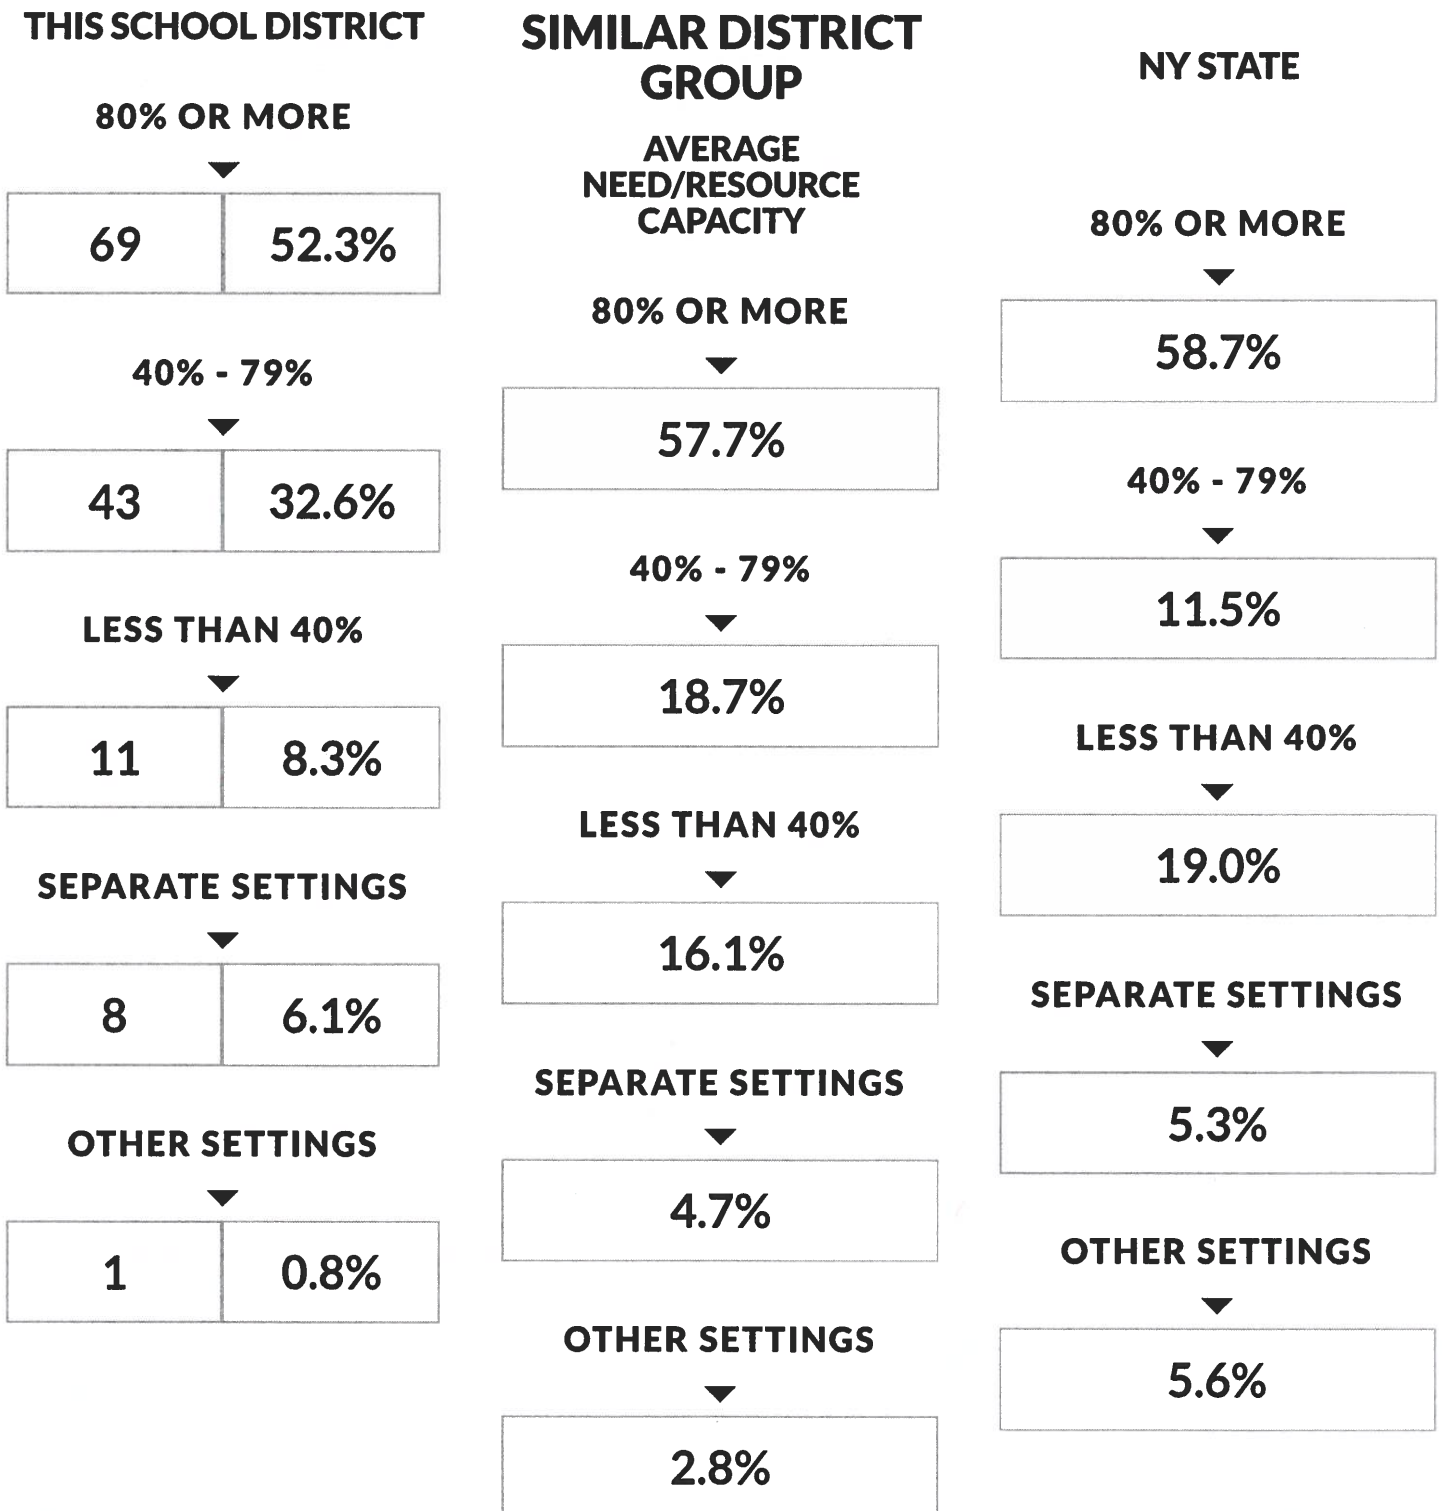 THIS SCHOOL DISTRICT
80% OR MORE
69 52.3%
40% - 79%
43 32.6%
LESS THAN 40%
11 8.3%
SEPARATE SETTINGS
8 6.1%
OTHER SETTINGS
1 0.8%
SIMILAR DISTRICT
GROUP
AVERAGE
NEED/RESOURCE
CAPACITY
80% OR MORE
57.7%
40% - 79%
18.7%
LESS THAN 40%
16.1%
SEPARATE SETTINGS
4.7%
OTHER SETTINGS
2.8%
NY STATE
80% OR MORE
58.7%
40% - 79%
11.5%
LESS THAN 40%
19.0%
SEPARATE SETTINGS
5.3%
OTHER SETTINGS
5.6%